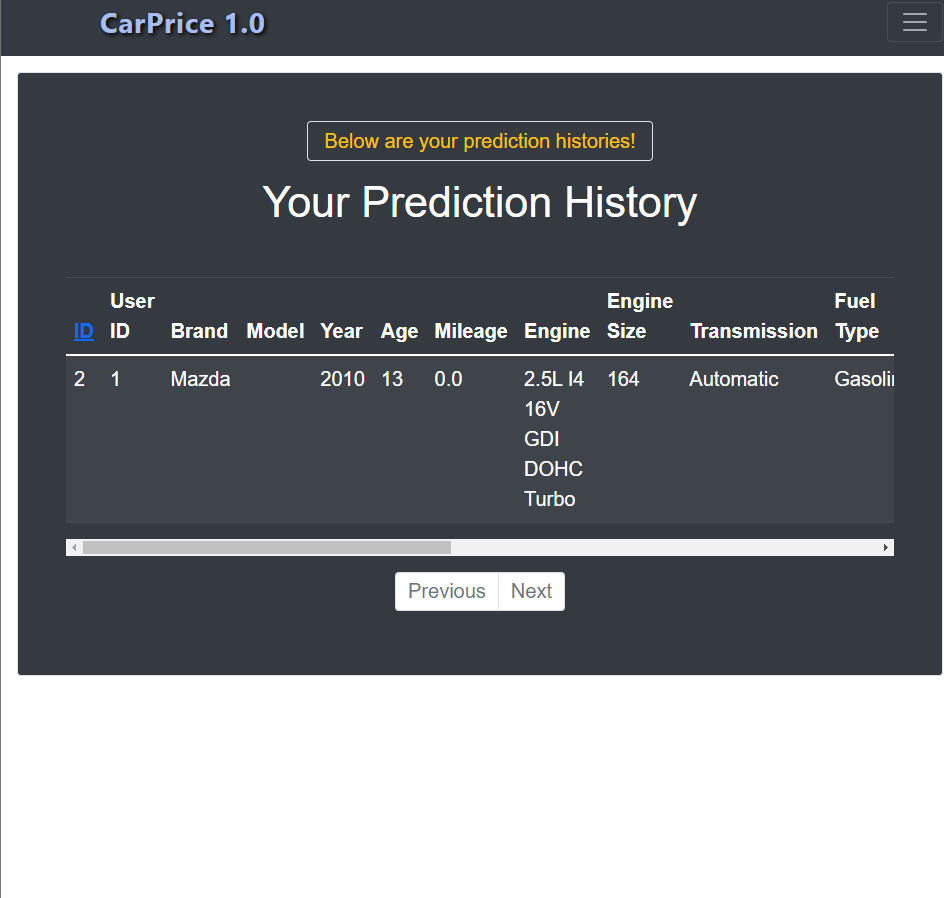 CarPrice 1.0
Below are your prediction histories!
Your Prediction History
ID User ID Brand Model Year Age Mileage Engine Engine Size Transmission Fuel Type
2 1 Mazda 2010 13 0.0 2.5L I4 164 Automatic Gasoli
16V
GDI
DOHC
Turbo
Previous Next